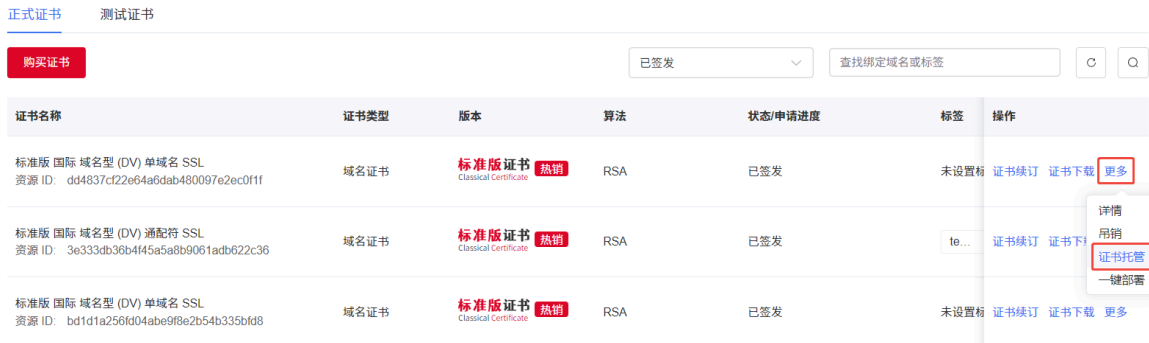 正式证书 测试证书
购买证书 已签发 查找绑定域名或标签
证书名称 证书类型 版本 算法 状态/申请进度 标签 操作
标准版 国际 域名型 (DV) 单域名 SSL
资源 ID: dd4837cf22e64a6dab480097e2ec0f1f
域名证书 标准版证书 热销 RSA 已签发 未设置标 证书续订 证书下载 更多
Classical Certificate
详情
吊销
证书托管
一键部署
标准版 国际 域名型 (DV) 通配符 SSL
资源 ID: 3e333db36b4f45a5a8b9061adb622c36
域名证书 标准版证书 热销 RSA 已签发 te... 证书续订 证书下
Classical Certificate
标准版 国际 域名型 (DV) 单域名 SSL
资源 ID: bd1d1a256fd04abe9f8e2b54b335bfd8
域名证书 标准版证书 热销 RSA 已签发 未设置标 证书续订 证书下载 更多
Classical Certificate